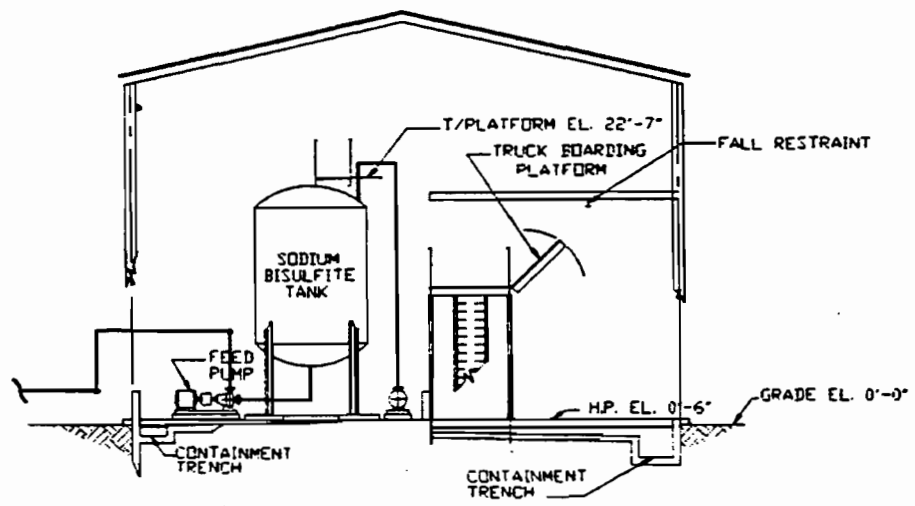 T/PLATFORM EL. 22'-7"
TRUCK BOARDING
PLATFORM
FALL RESTRAINT
SODIUM
BISULFITE
TANK
FEED
PUMP
H.P. EL. 0'-6"
GRADE EL. 0'-0"
CONTAINMENT
TRENCH
CONTAINMENT
TRENCH